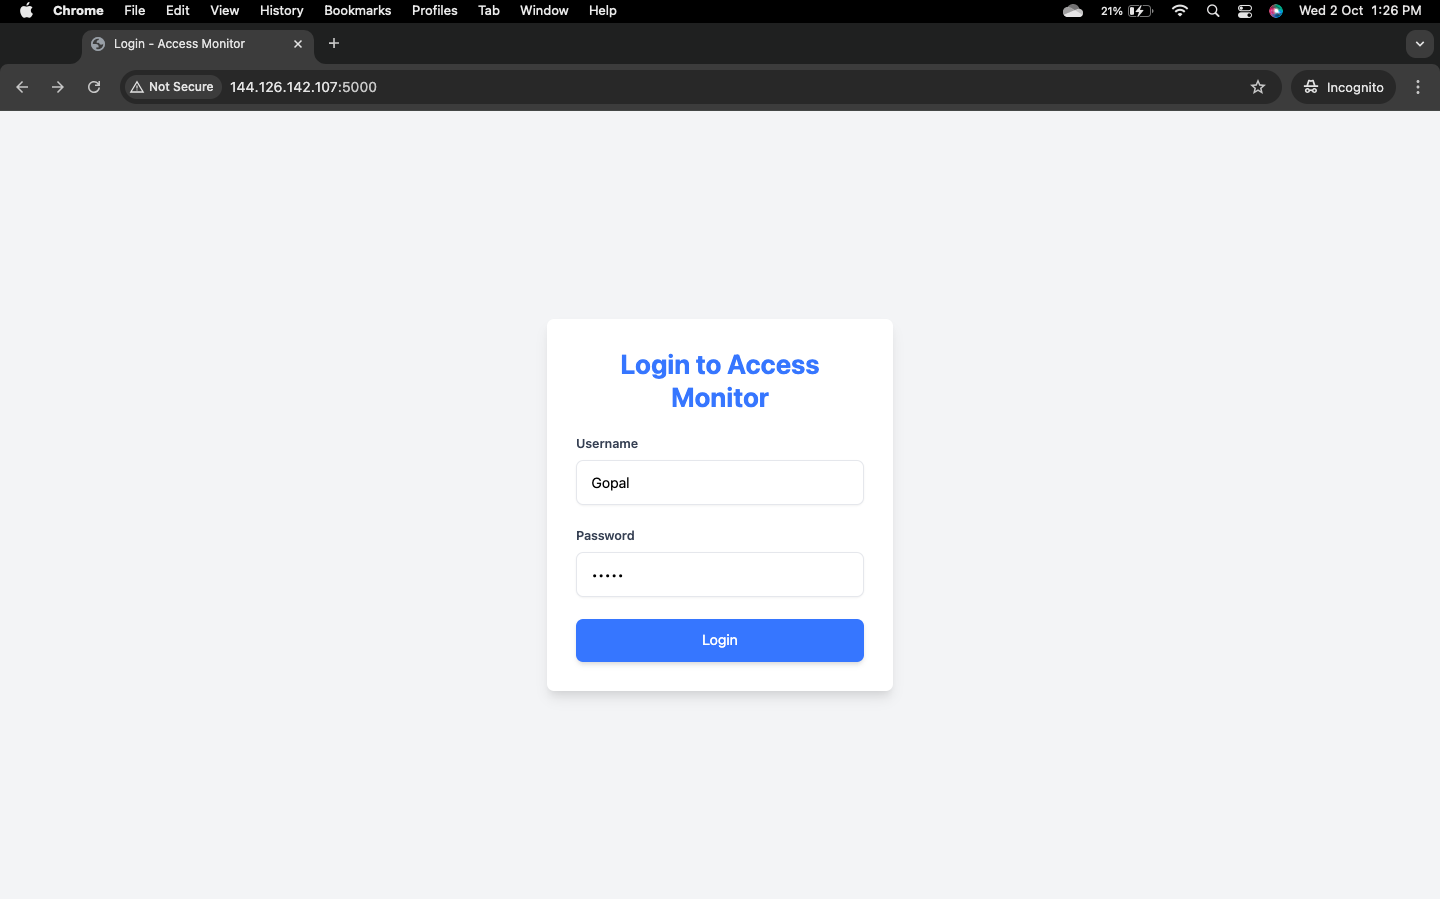 Chrome File Edit View History Bookmarks Profiles Tab Window Help 21% Wed 2 Oct 1:26 PM
Login - Access Monitor
Not Secure 144.126.142.107:5000 Incognito
Login to Access
Monitor
Username
Gopal
Password
•••••
Login